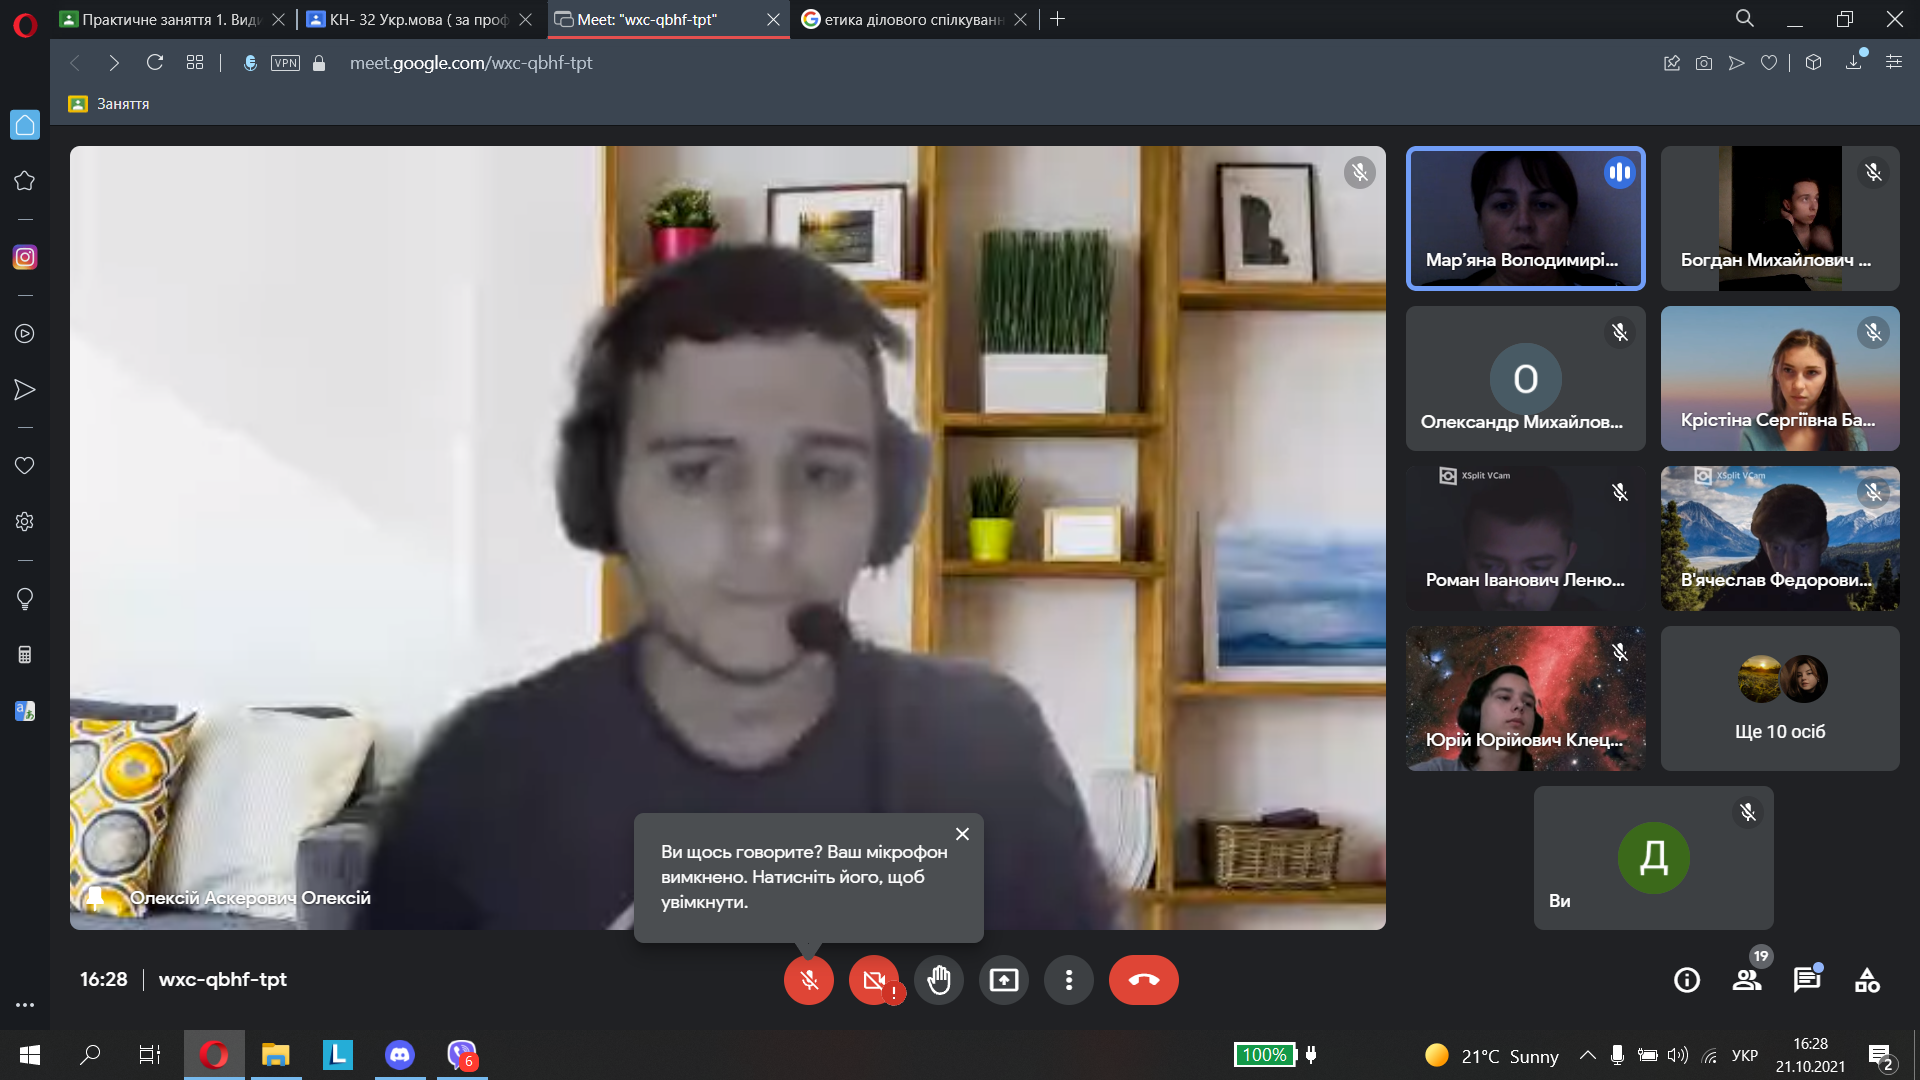 Практичне заняття 1. Види
КН- 32 Укр.мова ( за проф
Meet: "wxc-qbhf-tpt"
етика ділового спілкуванн
VPN
meet.google.com/wxc-qbhf-tpt
Заняття
Мар’яна Володимирі...
Богдан Михайлович ...
О
Олександр Михайлов...
Крістіна Сергіївна Ба...
XSplit VCam
Роман Іванович Леню...
XSplit VCam
В'ячеслав Федорови...
Юрій Юрійович Клец...
Ще 10 осіб
Д
Ви
Олексій Аскерович Олексій
Ви щось говорите? Ваш мікрофон
вимкнено. Натисніть його, щоб
увімкнути.
16:28
wxc-qbhf-tpt
!
19
L
6
100%
21°C Sunny
УКР
16:28
21.10.2021
2